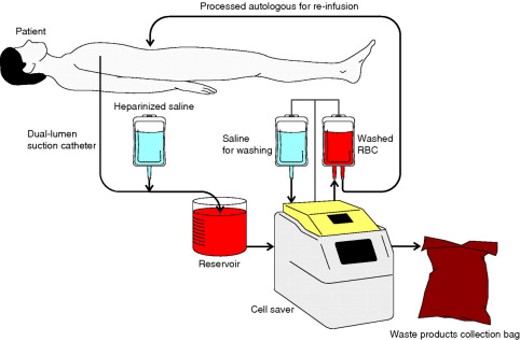 Processed autologous for re-infusion
Patient
Heparinized saline
Dual-lumen
suction catheter
Saline
for washing
Washed
RBC
Reservoir
Cell saver
Waste products collection bag